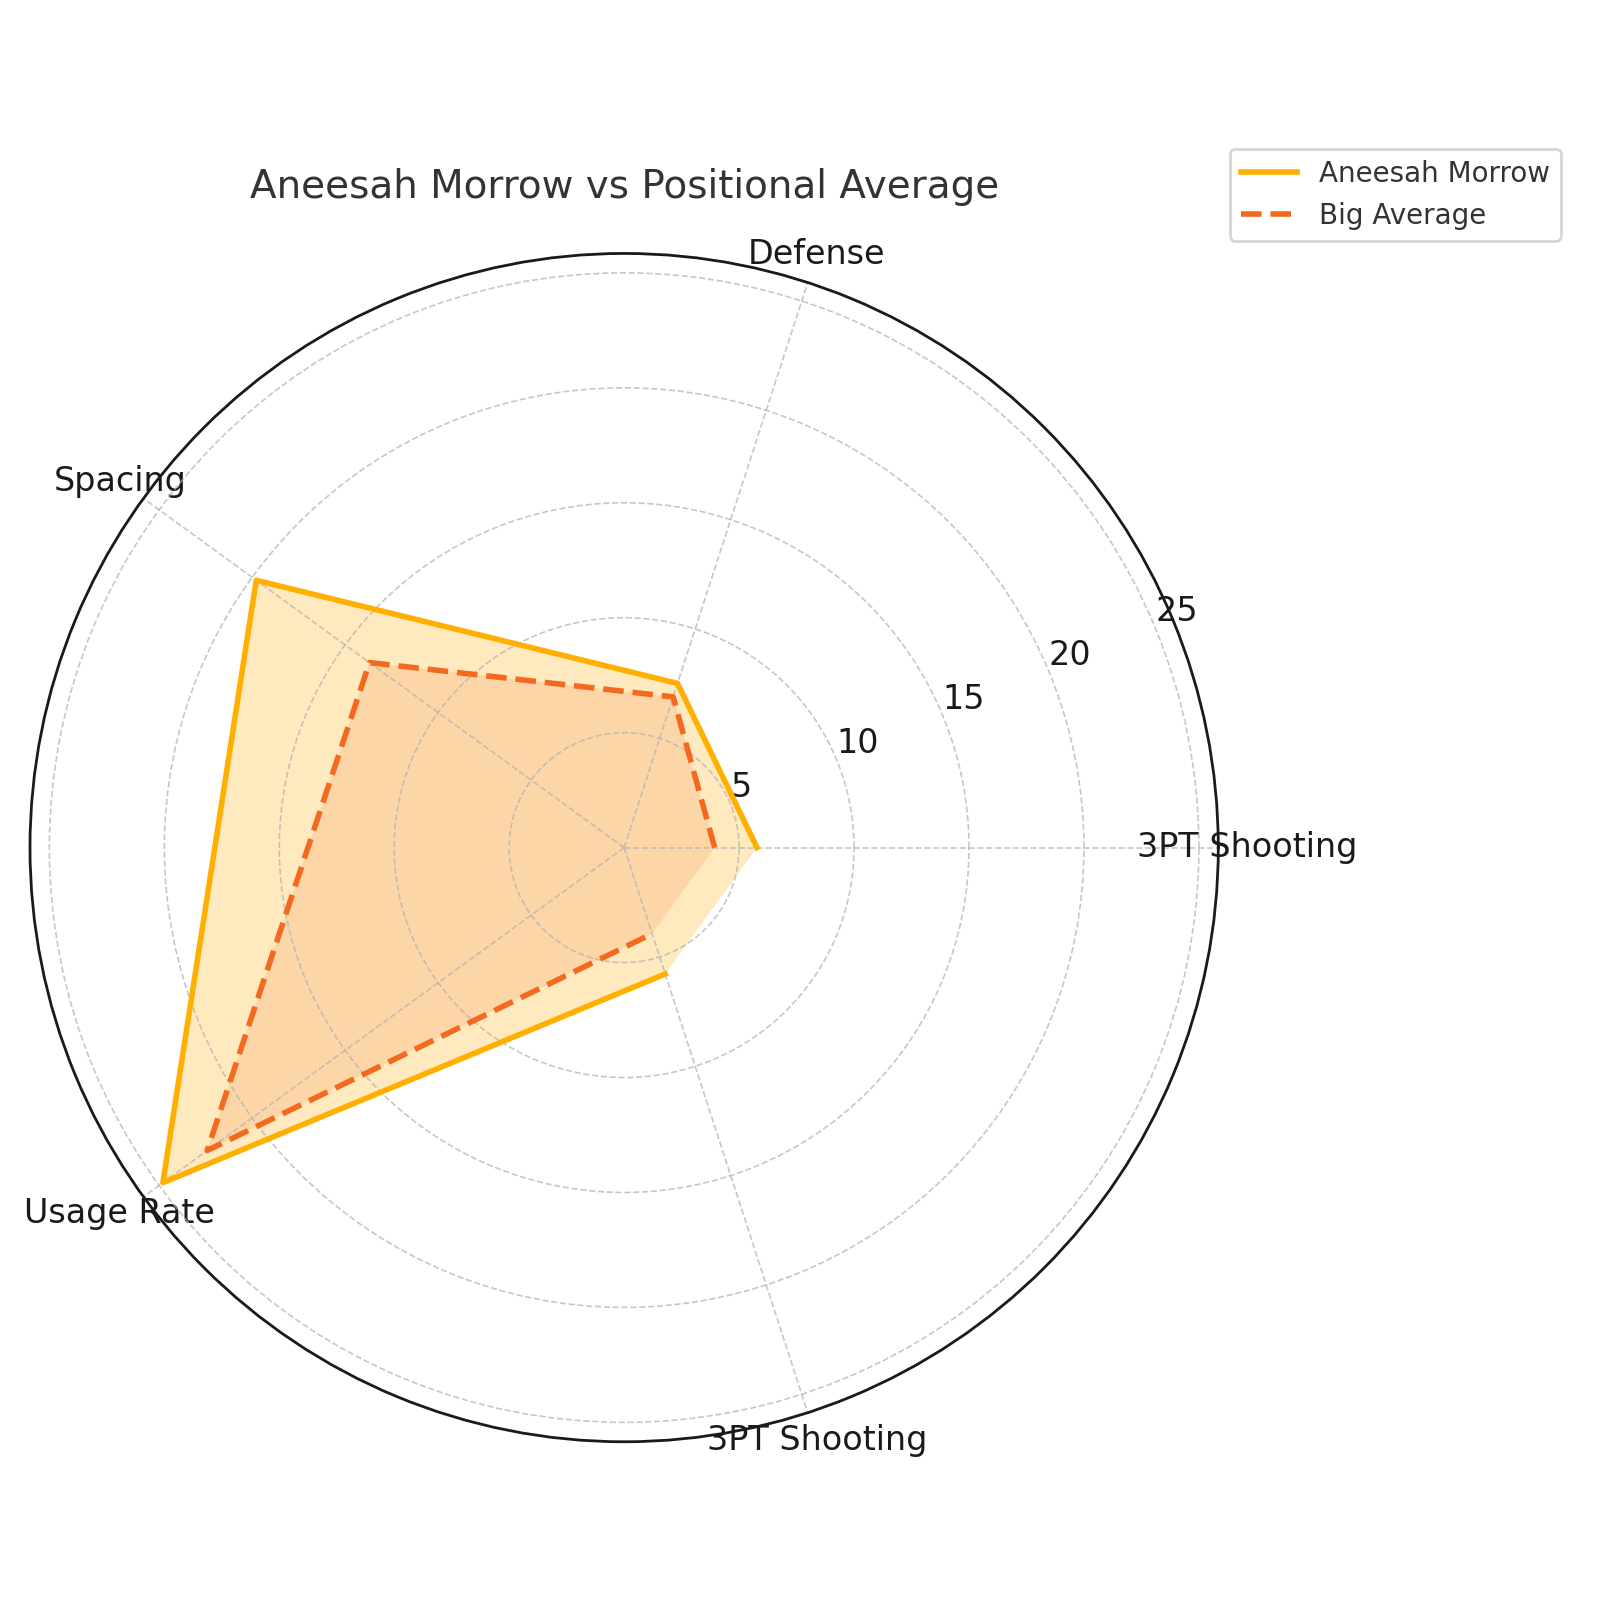 Aneesah Morrow vs Positional Average
Aneesah Morrow
Big Average
Defense
Spacing
25
20
15
10
5
3PT Shooting
Usage Rate
3PT Shooting